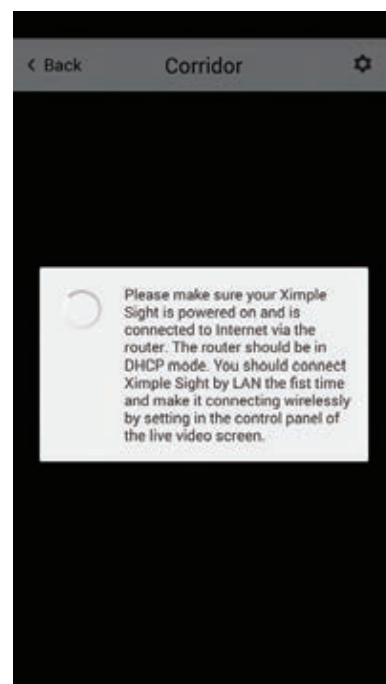 < Back Corridor
Please make sure your Ximple
Sight is powered on and is
connected to Internet via the
router. The router should be in
DHCP mode. You should connect
Ximple Sight by LAN the fist time
and make it connecting wirelessly
by setting in the control panel of
the live video screen.